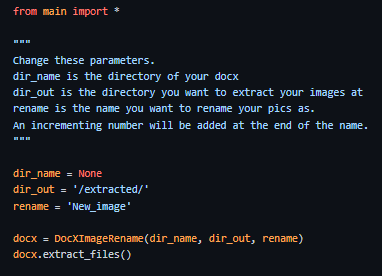 from main import *
"""
Change these parameters.
dir_name is the directory of your docx
dir_out is the directory you want to extract your images at
rename is the name you want to rename your pics as.
An incrementing number will be added at the end of the name.
"""
dir_name = None
dir_out = '/extracted/'
rename = 'New_image'
docx = DocXImageRename(dir_name, dir_out, rename)
docx.extract_files()